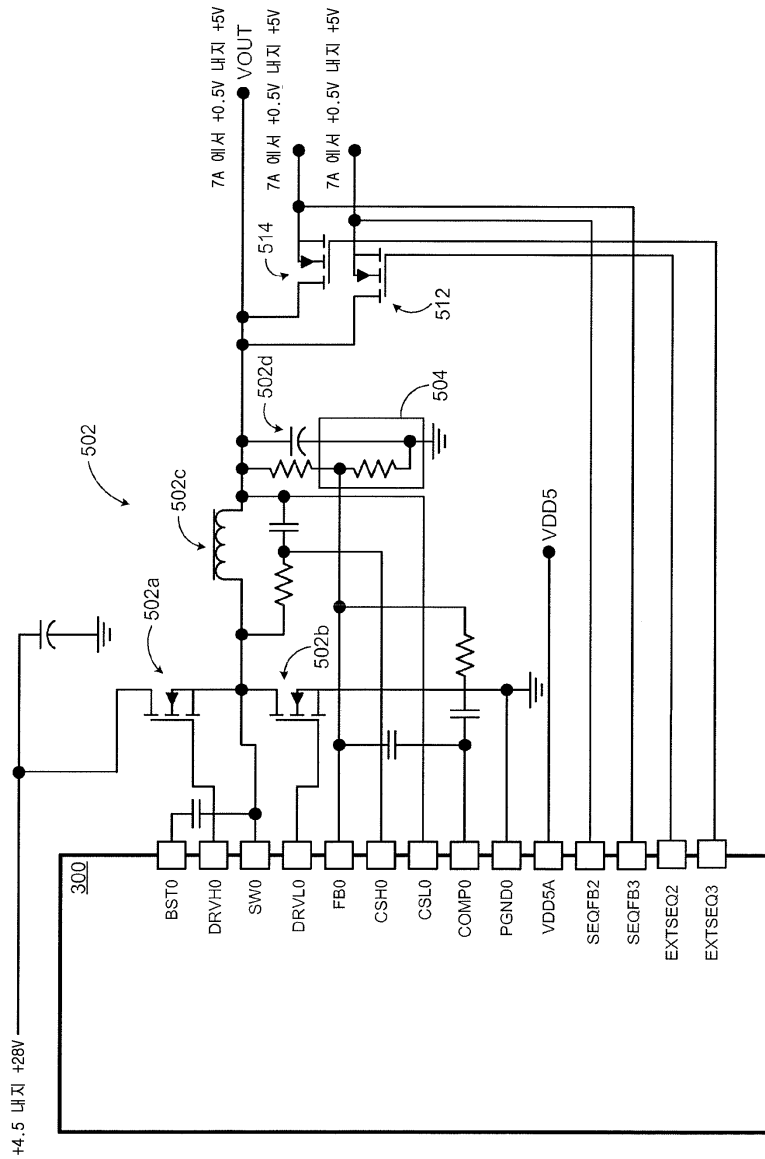 +4.5 내지 +28V
502
502a
502c
502d
502b
504
514
512
7A 에서 +0.5V 내지 +5V
VOUT
7A 에서 +0.5V 내지 +5V
7A 에서 +0.5V 내지 +5V
VDD5
300
BST0
DRVH0
SW0
DRVL0
FB0
CSH0
CSL0
COMP0
PGND0
VDD5A
SEQFB2
SEQFB3
EXTSEQ2
EXTSEQ3